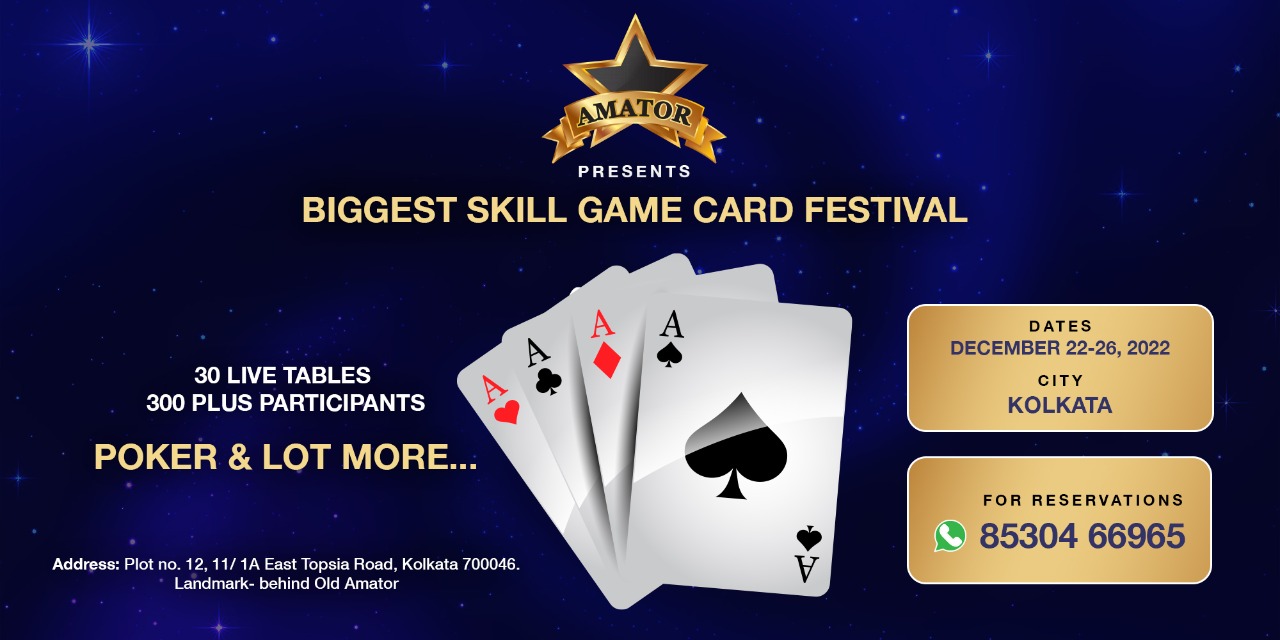 AMATOR
PRESENTS
BIGGEST SKILL GAME CARD FESTIVAL
30 LIVE TABLES
300 PLUS PARTICIPANTS
POKER & LOT MORE...
Address: Plot no. 12, 11/ 1A East Topsia Road, Kolkata 700046.
Landmark- behind Old Amator
A
A
A
A
A
DATES
DECEMBER 22-26, 2022
CITY
KOLKATA
FOR RESERVATIONS
85304 66965